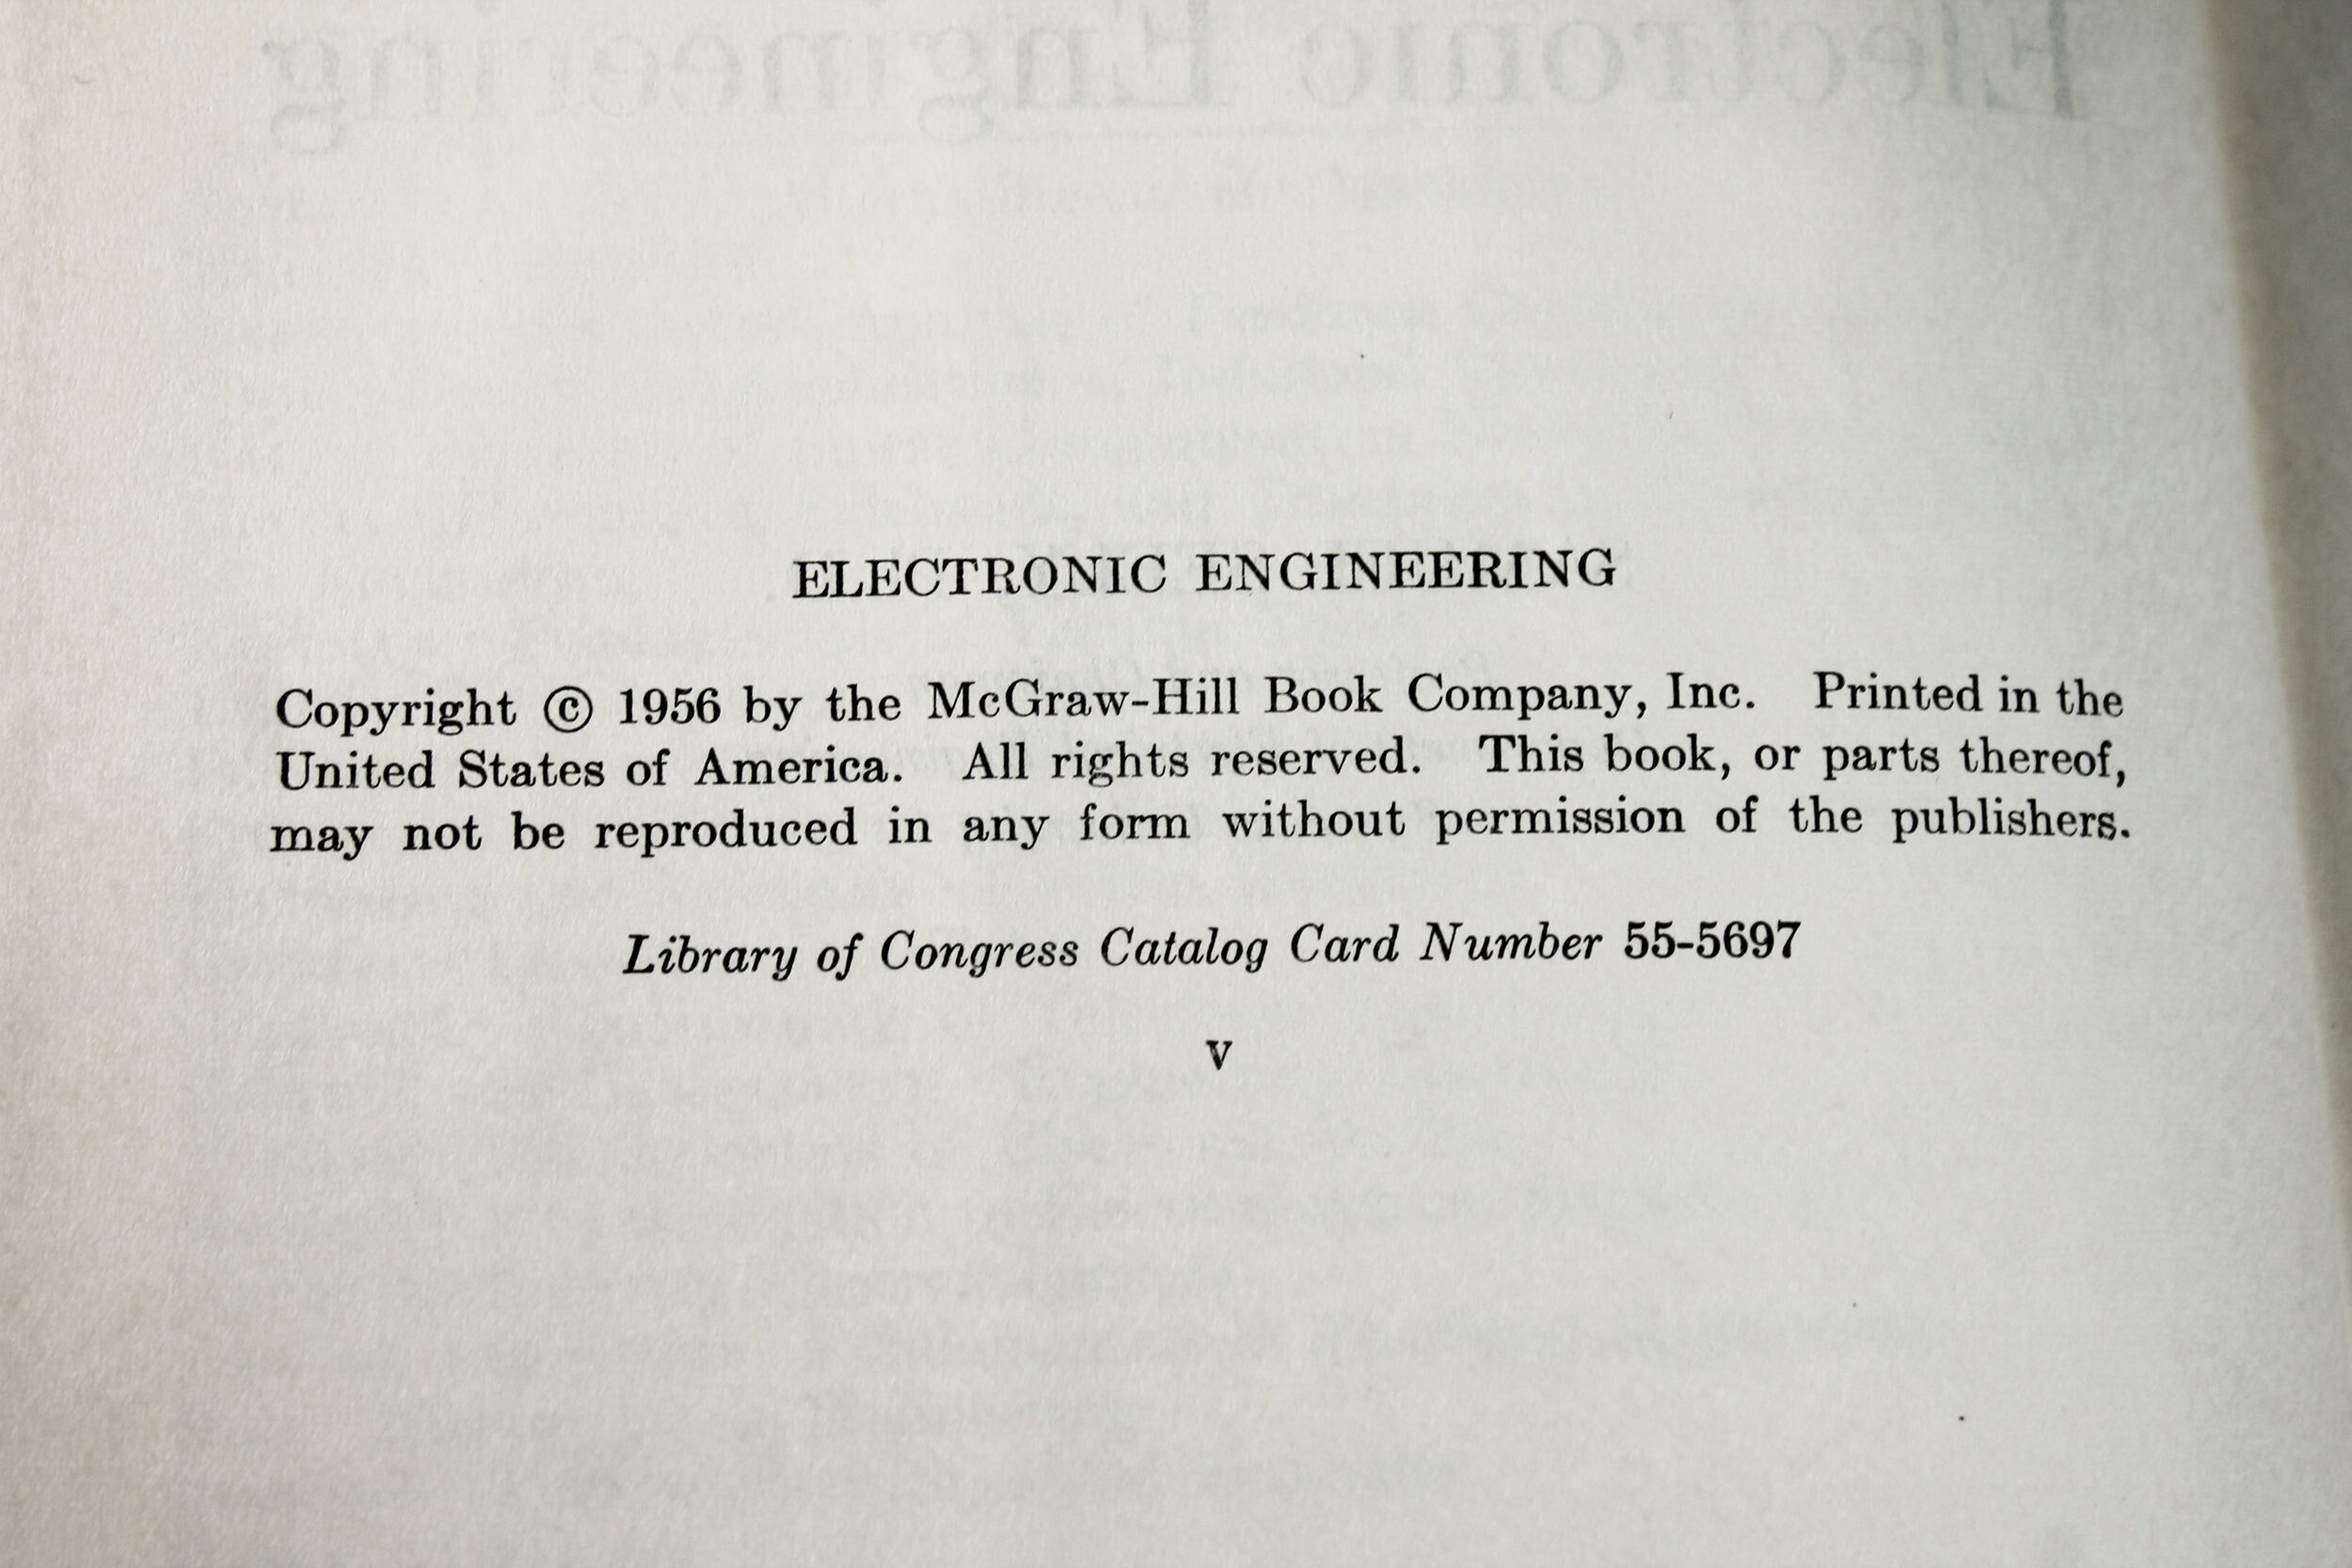 Electronic Engineering
ELECTRONIC ENGINEERING
Copyright © 1956 by the McGraw-Hill Book Company, Inc. Printed in the
United States of America. All rights reserved. This book, or parts thereof,
may not be reproduced in any form without permission of the publishers.
Library of Congress Catalog Card Number 55-5697
v